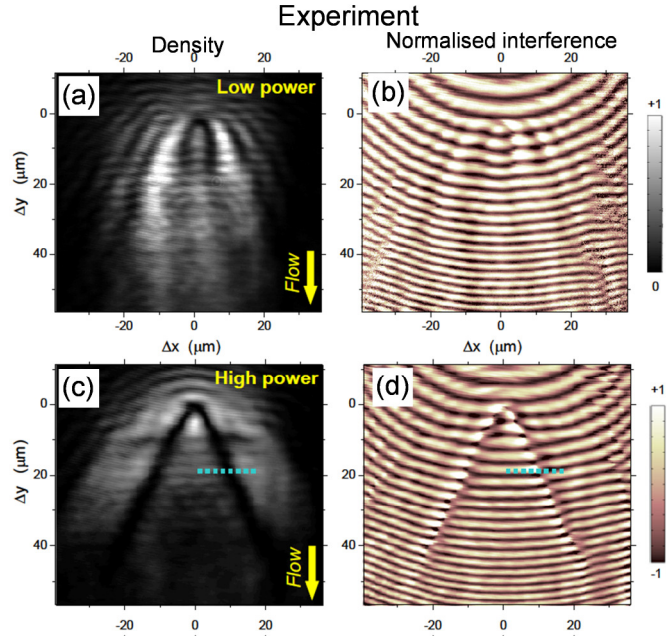 Experiment
Density
Normalised interference
-20 0 20
-20 0 20
(a)
Low power
(b)
+1
0
0
20
40
Δy (μm)
Flow
0
-20 0 20
Δx (μm)
-20 0 20
Δx (μm)
(c)
High power
(d)
+1
-1
0
20
40
Δy (μm)
Flow
-20 0 20
-20 0 20